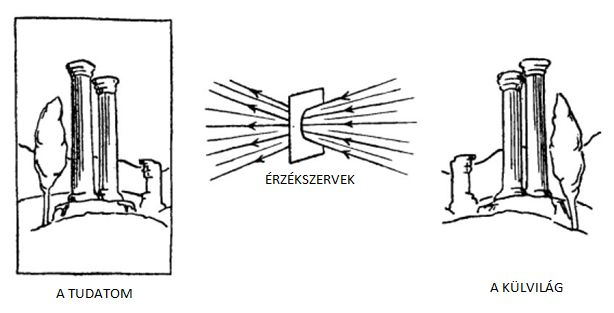 A TUDATOM
ÉRZÉKSZERVEK
A KÜLVILÁG